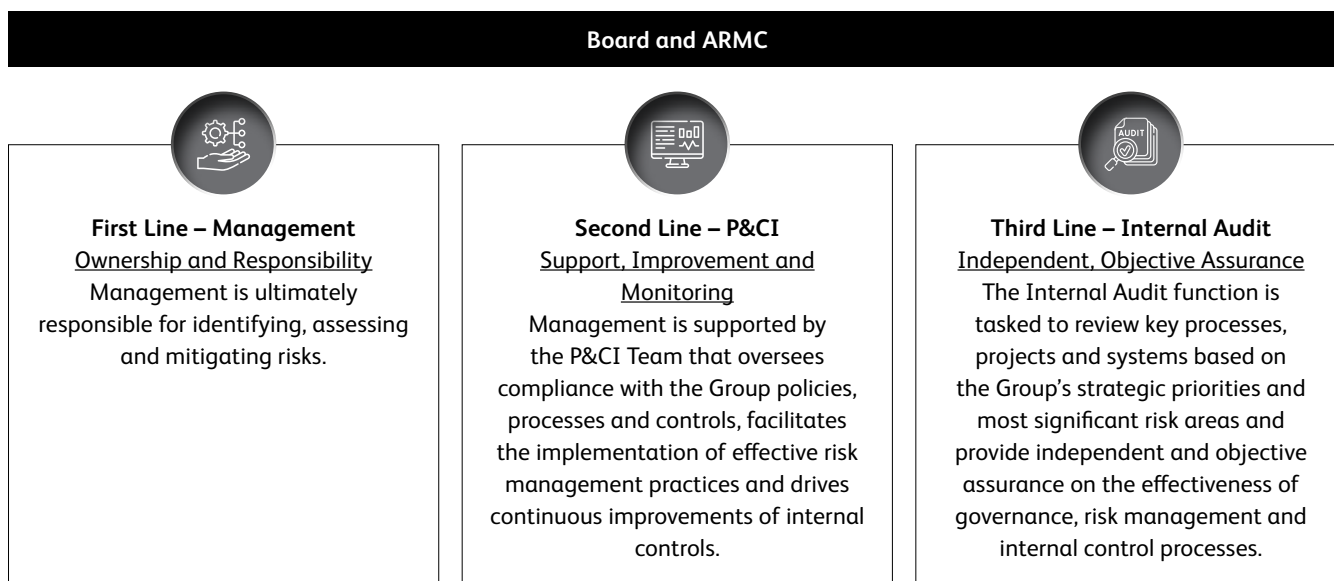 Board and ARMC
First Line – Management
Ownership and Responsibility
Management is ultimately
responsible for identifying, assessing
and mitigating risks.
Second Line – P&CI
Support, Improvement and
Monitoring
Management is supported by
the P&CI Team that oversees
compliance with the Group policies,
processes and controls, facilitates
the implementation of effective risk
management practices and drives
continuous improvements of internal
controls.
AUDIT
Third Line – Internal Audit
Independent, Objective Assurance
The Internal Audit function is
tasked to review key processes,
projects and systems based on
the Group’s strategic priorities and
most significant risk areas and
provide independent and objective
assurance on the effectiveness of
governance, risk management and
internal control processes.